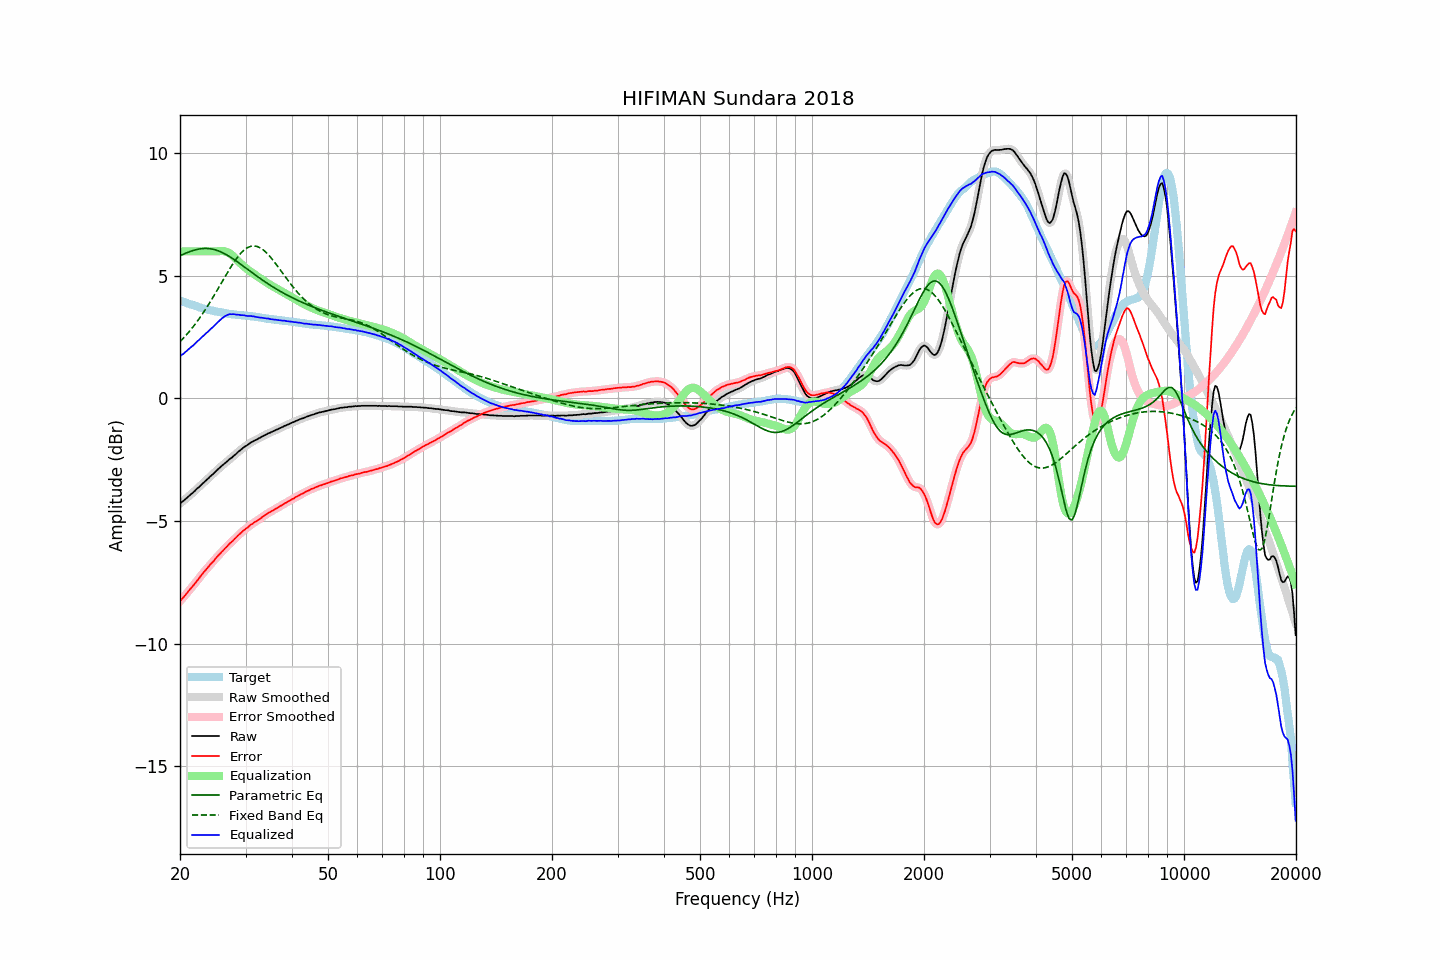 HIFIMAN Sundara 2018
10
5
0
−5
−10
−15
Amplitude (dBr)
Target
Raw Smoothed
Error Smoothed
Raw
Error
Equalization
Parametric Eq
Fixed Band Eq
Equalized
20 50 100 200 500 1000 2000 5000 10000 20000
Frequency (Hz)